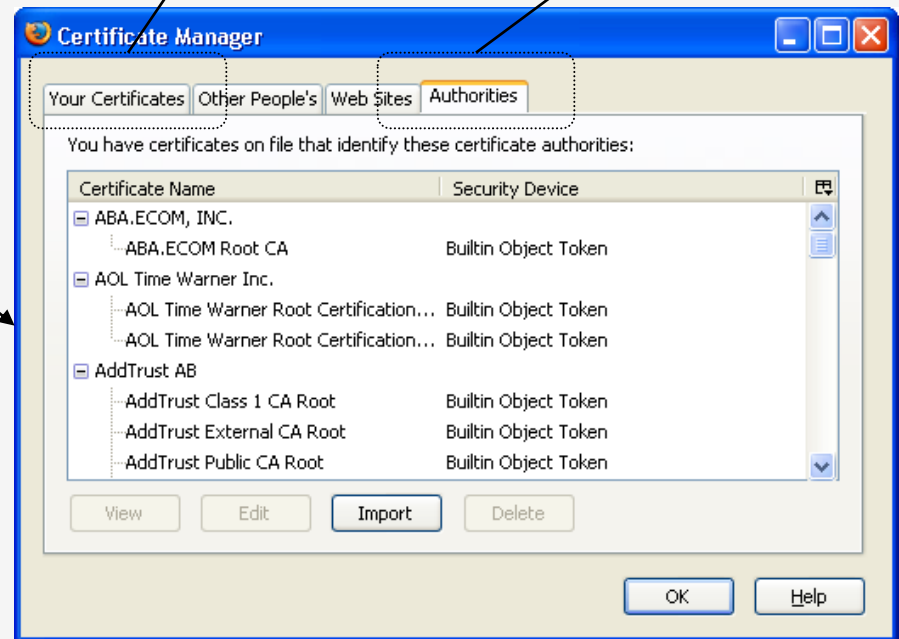 Certificate Manager
Your Certificates Other People's Web Sites Authorities
You have certificates on file that identify these certificate authorities:
Certificate Name Security Device
ABA.ECOM, INC.
ABA.ECOM Root CA Builtin Object Token
AOL Time Warner Inc.
AOL Time Warner Root Certification... Builtin Object Token
AOL Time Warner Root Certification... Builtin Object Token
AddTrust AB
AddTrust Class 1 CA Root Builtin Object Token
AddTrust External CA Root Builtin Object Token
AddTrust Public CA Root Builtin Object Token
View Edit Import Delete
OK Help